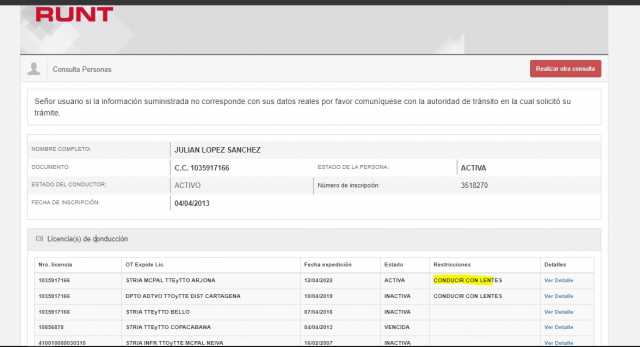 RUNT
Consulta Personas
Realizar otra consulta
Señor usuario si la información suministrada no corresponde con sus datos reales por favor comuníquese con la autoridad de tránsito en la cual solicitó su
trámite.
NOMBRE COMPLETO: JULIAN LOPEZ SANCHEZ
DOCUMENTO: C.C. 1035917166 ESTADO DE LA PERSONA: ACTIVA
ESTADO DEL CONDUCTOR: ACTIVO Número de inscripción: 3518270
FECHA DE INSCRIPCIÓN: 04/04/2013
Licencia(s) de conducción
Nro. licencia OT Expide Lic Fecha expedición Estado Restricciones Detalles
1035917166 STRIA MCPAL TTEyTTO ARJONA 12/04/2023 ACTIVA CONDUCIR CON LENTES Ver Detalle
1035917166 DPTO ADTVO TTOyTTE DIST CARTAGENA 10/04/2019 INACTIVA CONDUCIR CON LENTES Ver Detalle
1035917166 STRIA TTEyTTO BELLO 07/04/2016 INACTIVA Ver Detalle
STRIA TTEyTTO COPACABANA 04/04/2013 VENCIDA Ver Detalle
STRIA INFR TTOyTTE MCPAL NEIVA 16/02/2007 INACTIVA Ver Detalle